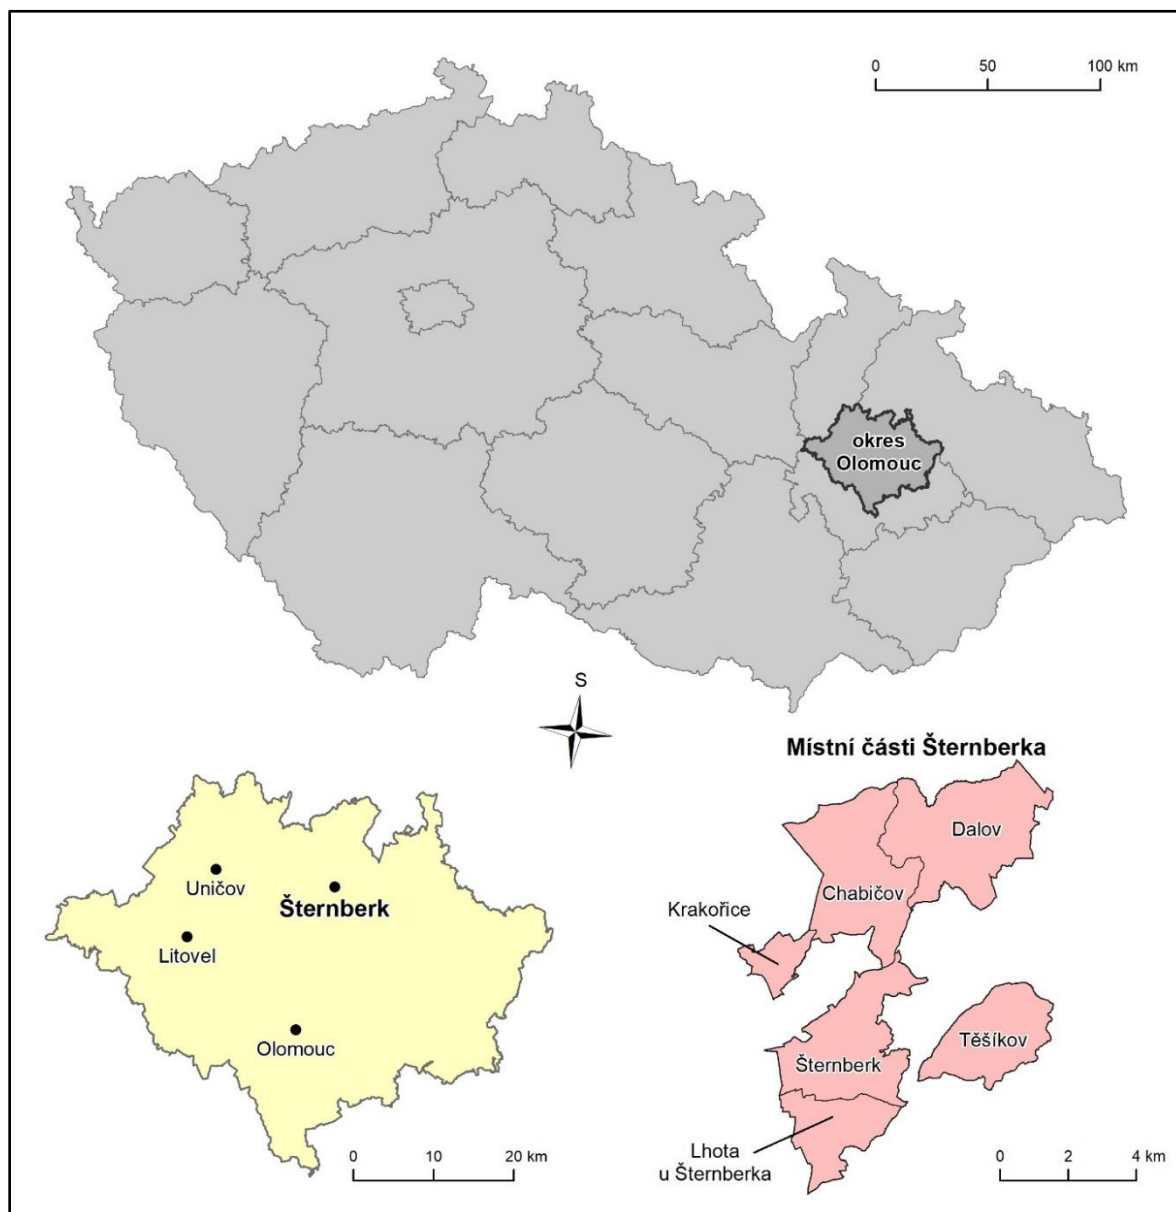 0 50 100 km
okres
Olomouc
S
Místní části Šternberka
Dalov
Uničov
Chabičov
Šternberk
Krakořice
Litovel
Olomouc
Těšíkov
Šternberk
Lhota
u Šternberka
0 10 20 km
0 2 4 km